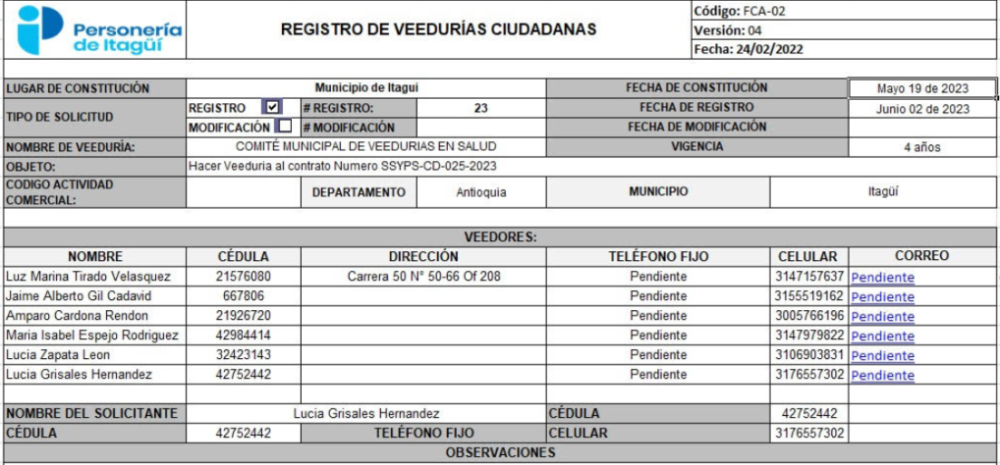 Personería
de Itagüí
REGISTRO DE VEEDURÍAS CIUDADANAS
Código: FCA-02
Versión: 04
Fecha: 24/02/2022
LUGAR DE CONSTITUCIÓN Municipio de Itagui FECHA DE CONSTITUCIÓN Mayo 19 de 2023
TIPO DE SOLICITUD REGISTRO # REGISTRO: 23 FECHA DE REGISTRO Junio 02 de 2023
MODIFICACIÓN # MODIFICACIÓN FECHA DE MODIFICACIÓN
NOMBRE DE VEEDURÍA: COMITÉ MUNICIPAL DE VEEDURIAS EN SALUD VIGENCIA 4 años
OBJETO: Hacer Veeduria al contrato Numero SSYPS-CD-025-2023
CODIGO ACTIVIDAD
COMERCIAL: DEPARTAMENTO Antioquia MUNICIPIO Itagüí
VEEDORES:
NOMBRE CÉDULA DIRECCIÓN TELÉFONO FIJO CELULAR CORREO
Luz Marina Tirado Velasquez 21576080 Carrera 50 N° 50-66 Of 208 Pendiente 3147157637 Pendiente
Jaime Alberto Gil Cadavid 667806 Pendiente 3155519162 Pendiente
Amparo Cardona Rendon 21926720 Pendiente 3005766196 Pendiente
Maria Isabel Espejo Rodriguez 42984414 Pendiente 3147979822 Pendiente
Lucia Zapata Leon 32423143 Pendiente 3106903831 Pendiente
Lucia Grisales Hernandez 42752442 Pendiente 3176557302 Pendiente
NOMBRE DEL SOLICITANTE Lucia Grisales Hernandez CÉDULA 42752442
CÉDULA 42752442 TELÉFONO FIJO CELULAR 3176557302
OBSERVACIONES